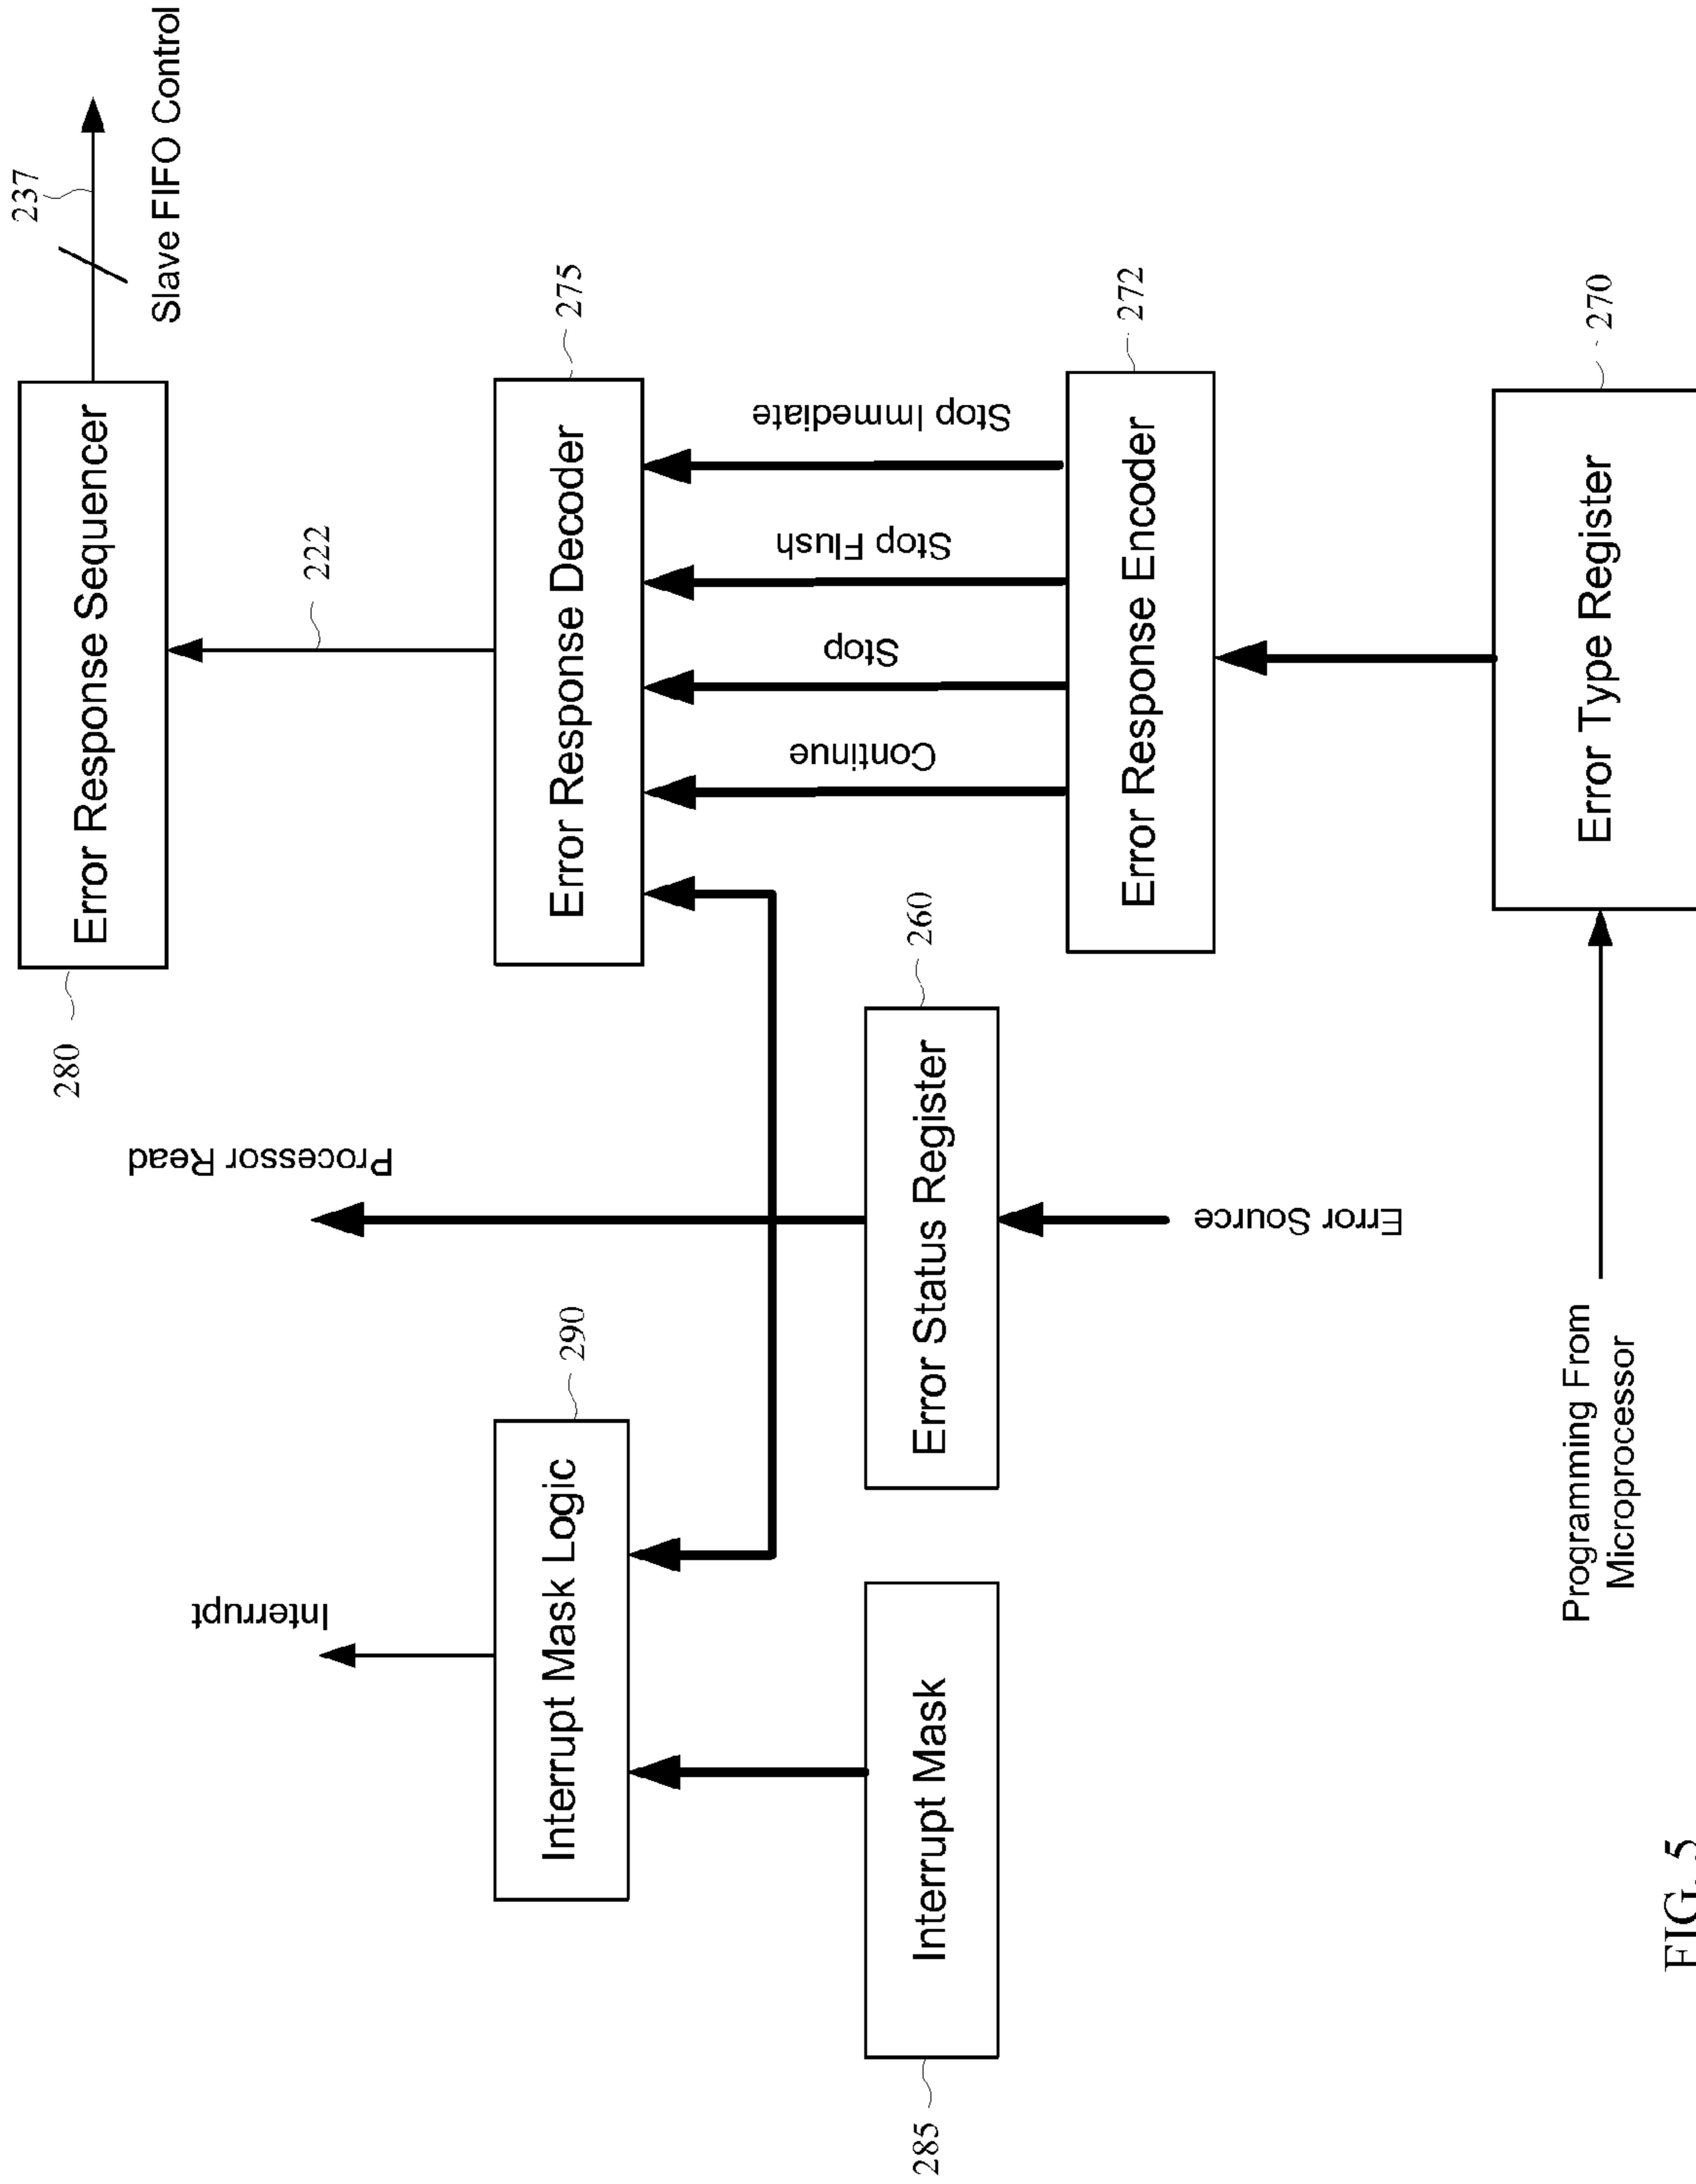 237
Slave FIFO Control
Error Response Sequencer
280
222
Processor Read
Interrupt
Error Response Decoder
275
Interrupt Mask Logic
290
Continue
Stop
Stop Flush
Stop Immediate
Error Status Register
260
Interrupt Mask
285
Error Response Encoder
272
Error Source
Error Type Register
270
Programming From
Microprocessor
FIG. 5